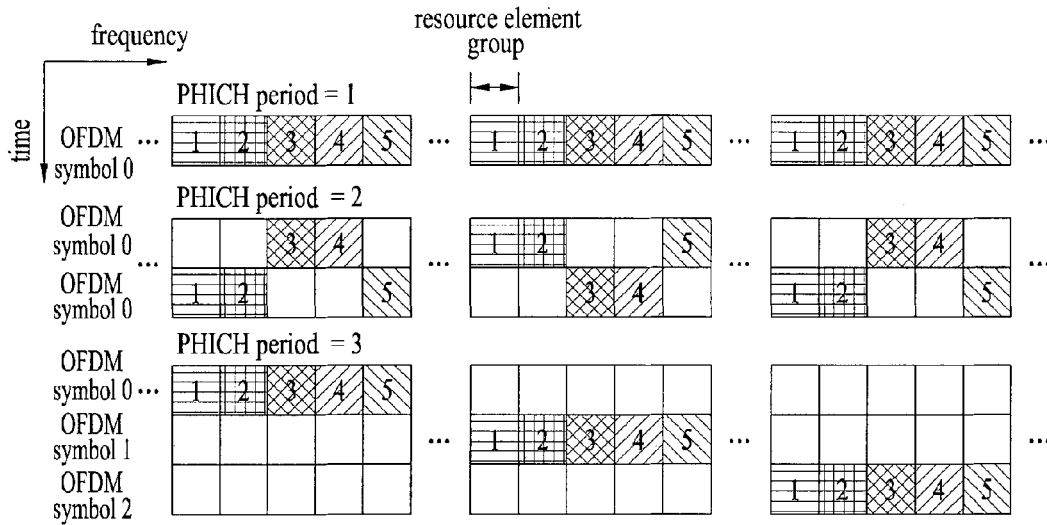 resource element
group
frequency
time
PHICH period = 1
OFDM
symbol 0
... 1 2 3 4 5 ... 1 2 3 4 5 ... 1 2 3 4 5 ...
PHICH period = 2
OFDM
symbol 0
3 4 1 2 5 3 4
... ... ... ...
OFDM
symbol 0
1 2 5 3 4 1 2 5
PHICH period = 3
OFDM
symbol 0 ... 1 2 3 4 5
OFDM
symbol 1
... 1 2 3 4 5 ... ...
OFDM
symbol 2
1 2 3 4 5